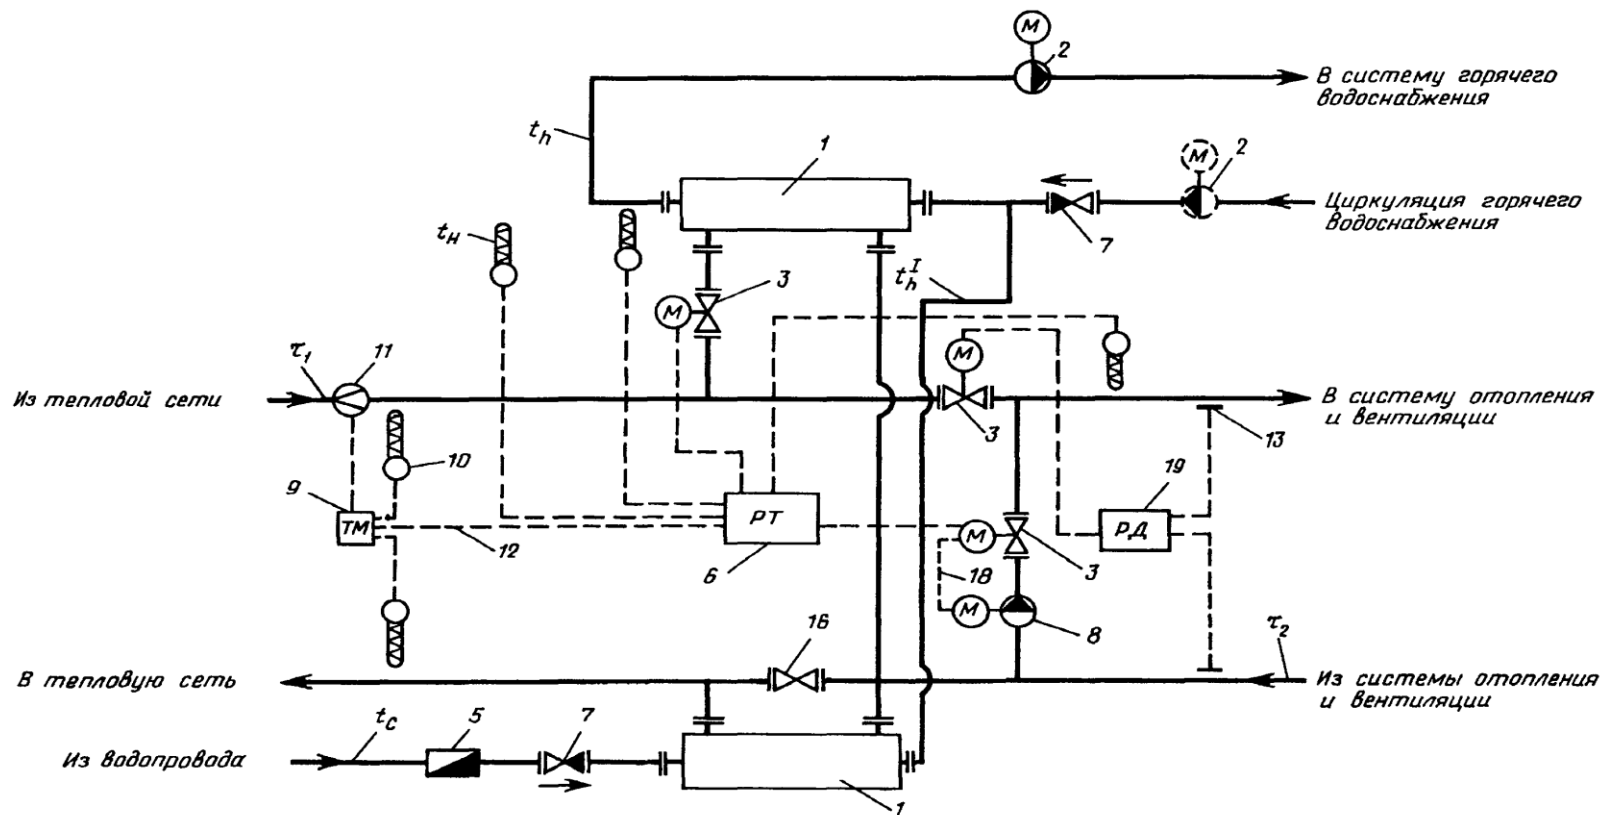 M
2
В систему горячего
водоснабжения
t_h
1
M
2
Циркуляция горячего
водоснабжения
7
t_н
t_h^I
3
M
τ₁
11
M
Из тепловой сети
В систему отопления
и вентиляции
3
13
10
9
19
ТМ
РТ
РД
12
6
M
18
3
M
8
16
τ₂
В тепловую сеть
Из системы отопления
и вентиляции
t_c
5
7
Из водопровода
1